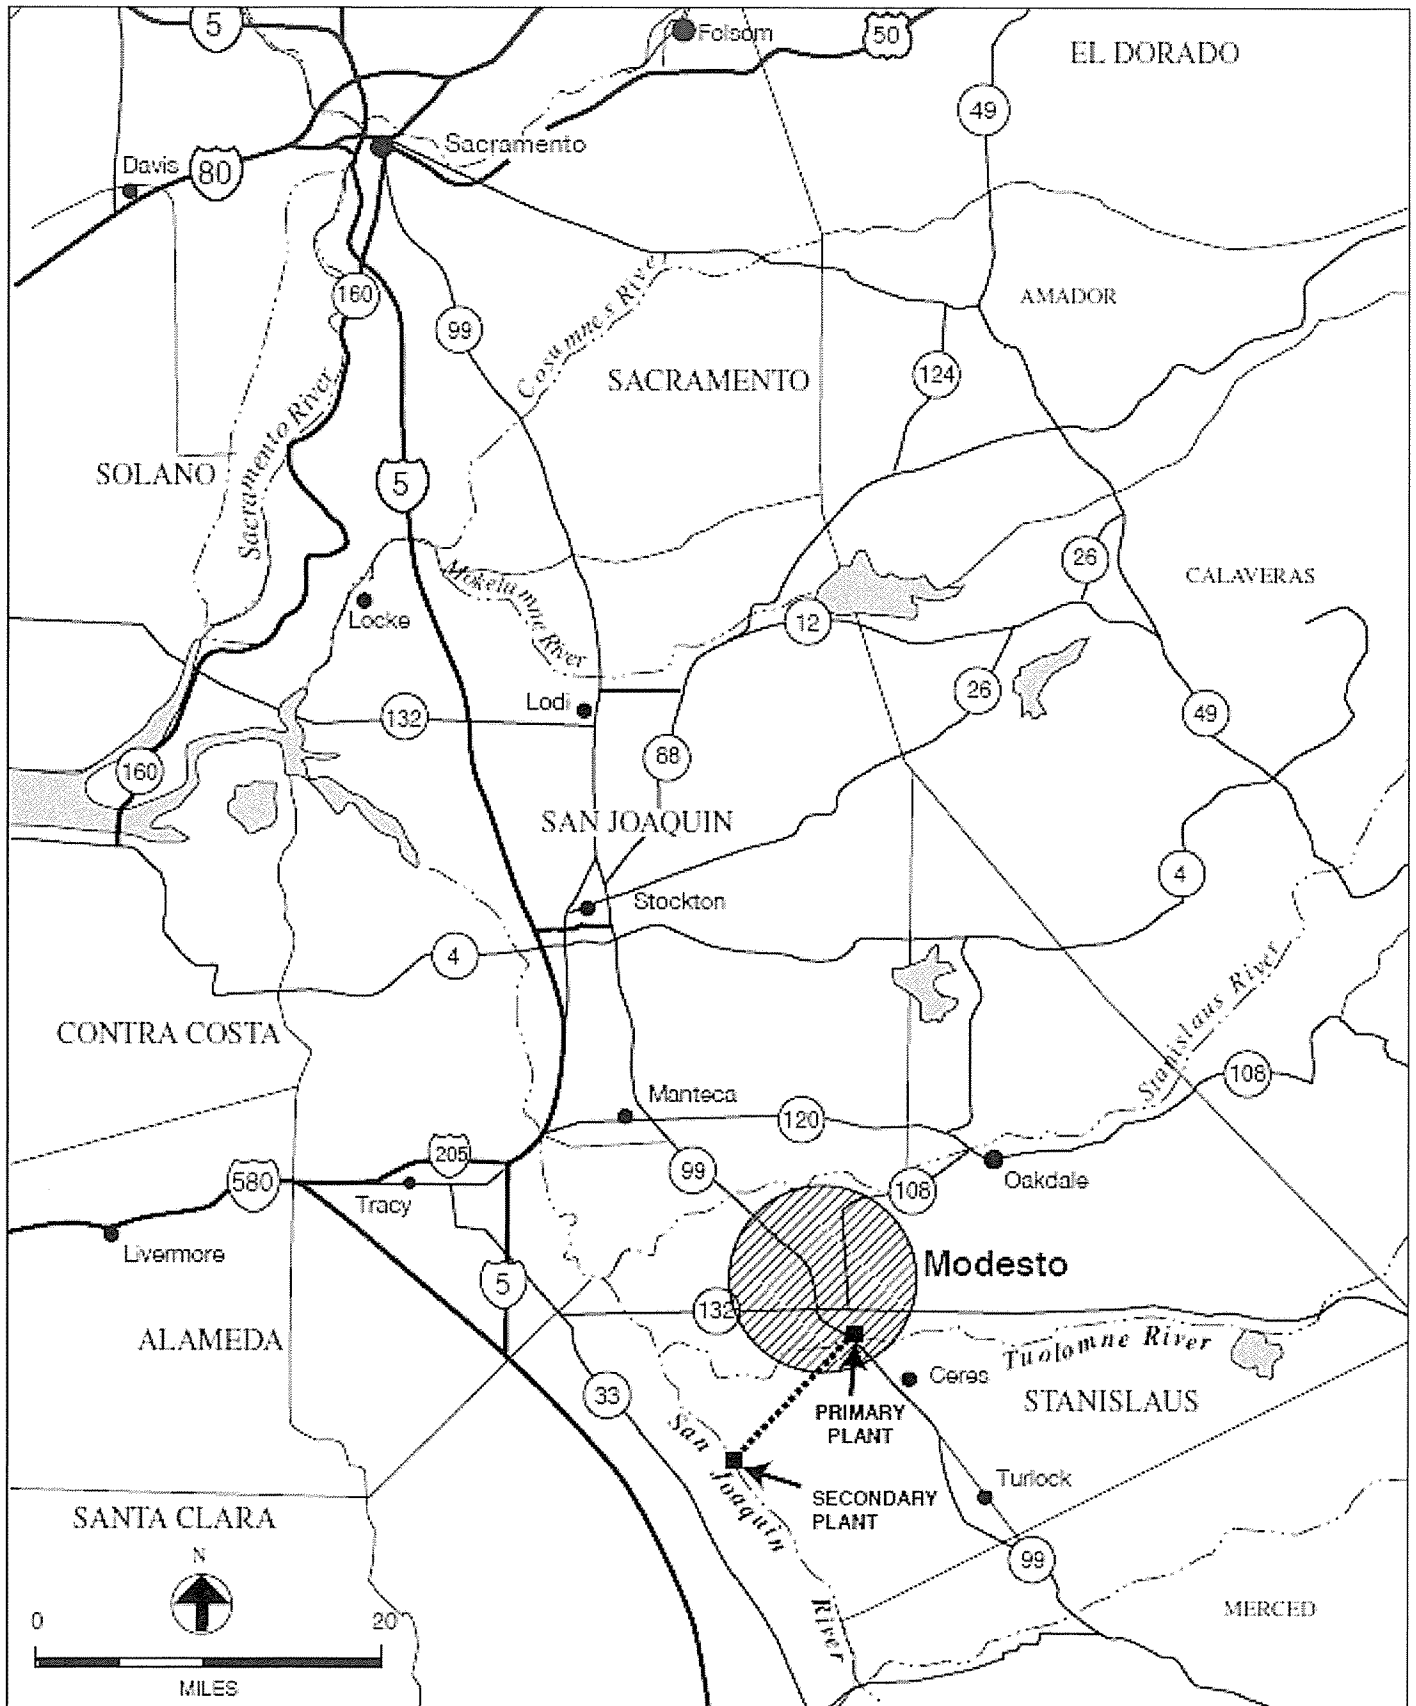 5
Folsom
50
EL DORADO
49
Sacramento
Davis
80
160
99
Cosumnes River
AMADOR
124
SACRAMENTO
Sacramento River
SOLANO
5
26
CALAVERAS
Mokelumne River
Locke
12
Lodi
26
132
49
88
160
SAN JOAQUIN
4
Stockton
4
Stanislaus River
CONTRA COSTA
108
Manteca
120
205
99
580
Tracy
108
Oakdale
Livermore
Modesto
5
132
ALAMEDA
Tuolomne River
Ceres
33
STANISLAUS
PRIMARY
PLANT
San Joaquin River
Turlock
SECONDARY
PLANT
SANTA CLARA
N
99
0 20
MERCED
MILES